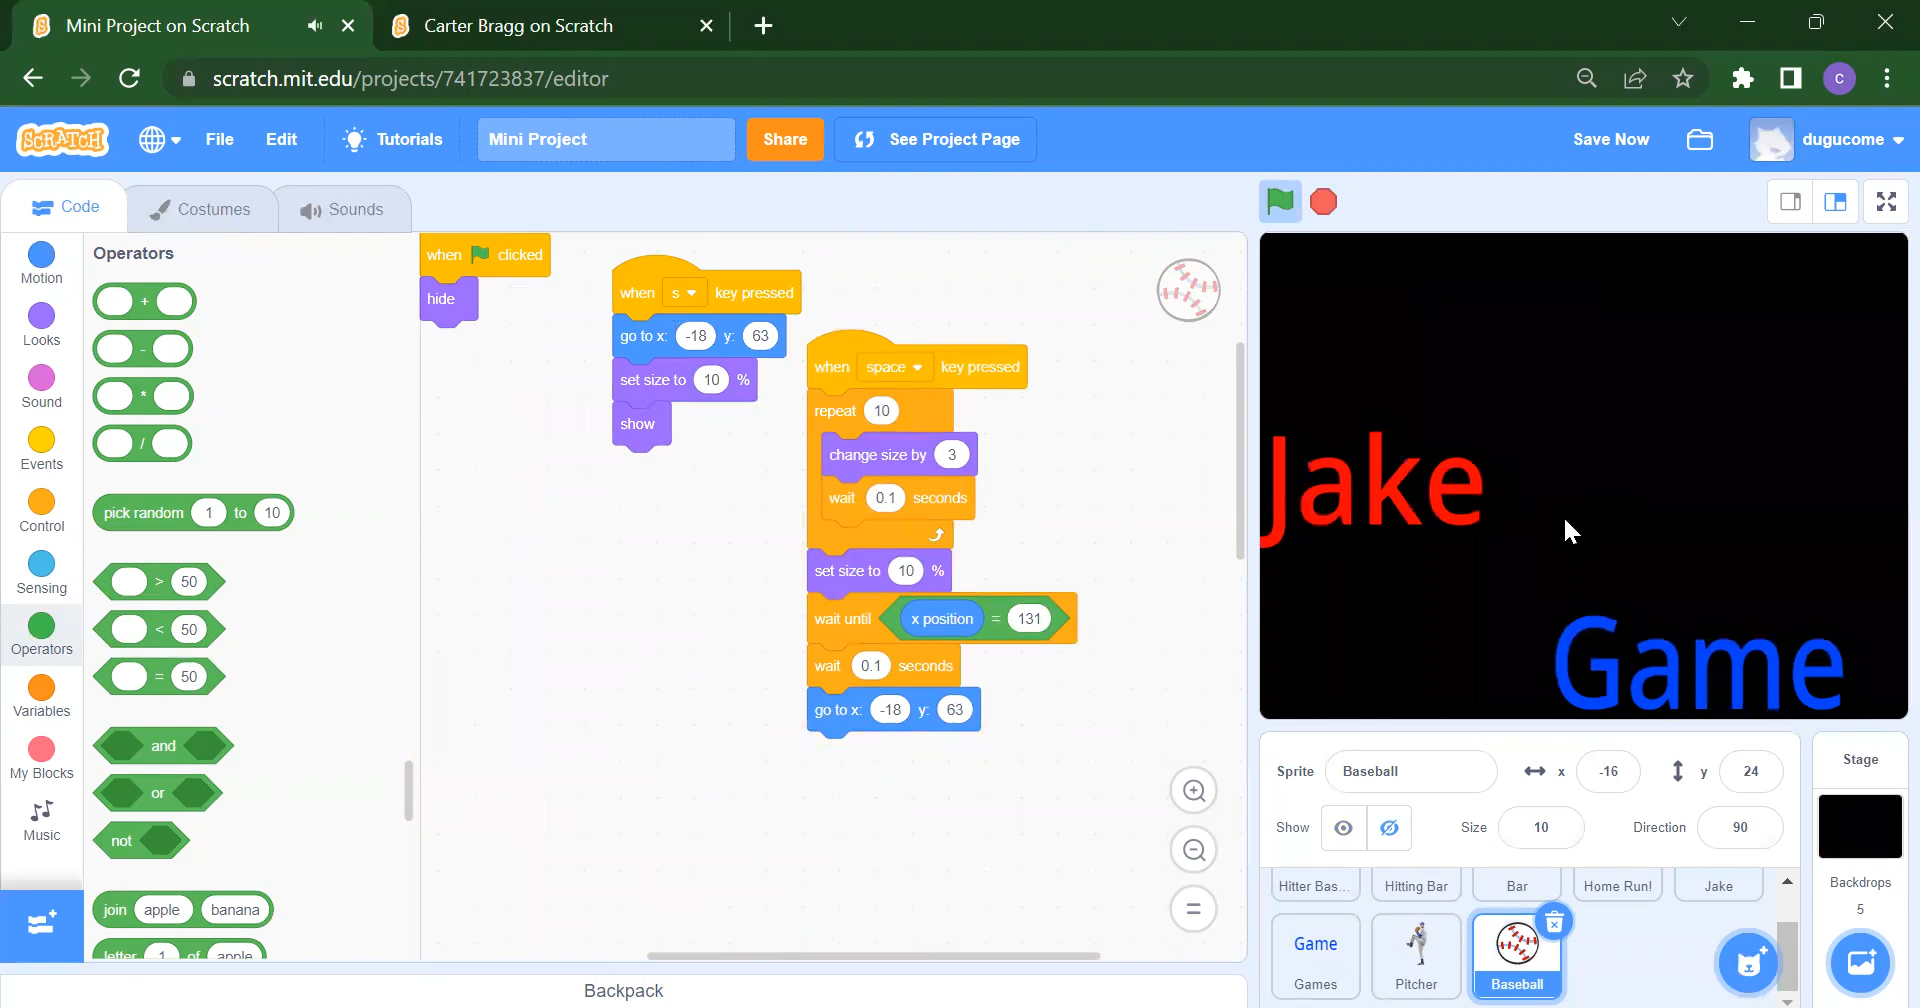 Mini Project on Scratch
Carter Bragg on Scratch
scratch.mit.edu/projects/741723837/editor
C
SCRATCH
File
Edit
Tutorials
Mini Project
Share
See Project Page
Save Now
dugucome
Code
Costumes
Sounds
Motion
Looks
Sound
Events
Control
Sensing
Operators
Variables
My Blocks
Music
Operators
+
-
*
/
pick random 1 to 10
> 50
< 50
= 50
and
or
not
join apple banana
letter 1 of apple
when clicked
hide
when s key pressed
go to x: -18 y: 63
set size to 10 %
show
when space key pressed
repeat 10
change size by 3
wait 0.1 seconds
set size to 10 %
wait until x position = 131
wait 0.1 seconds
go to x: -18 y: 63
=
Backpack
Jake
Game
Sprite Baseball x -16 y 24
Show Size 10 Direction 90
Hitter Bas...
Hitting Bar
Bar
Home Run!
Jake
Game
Games
Pitcher
Baseball
Stage
Backdrops
5